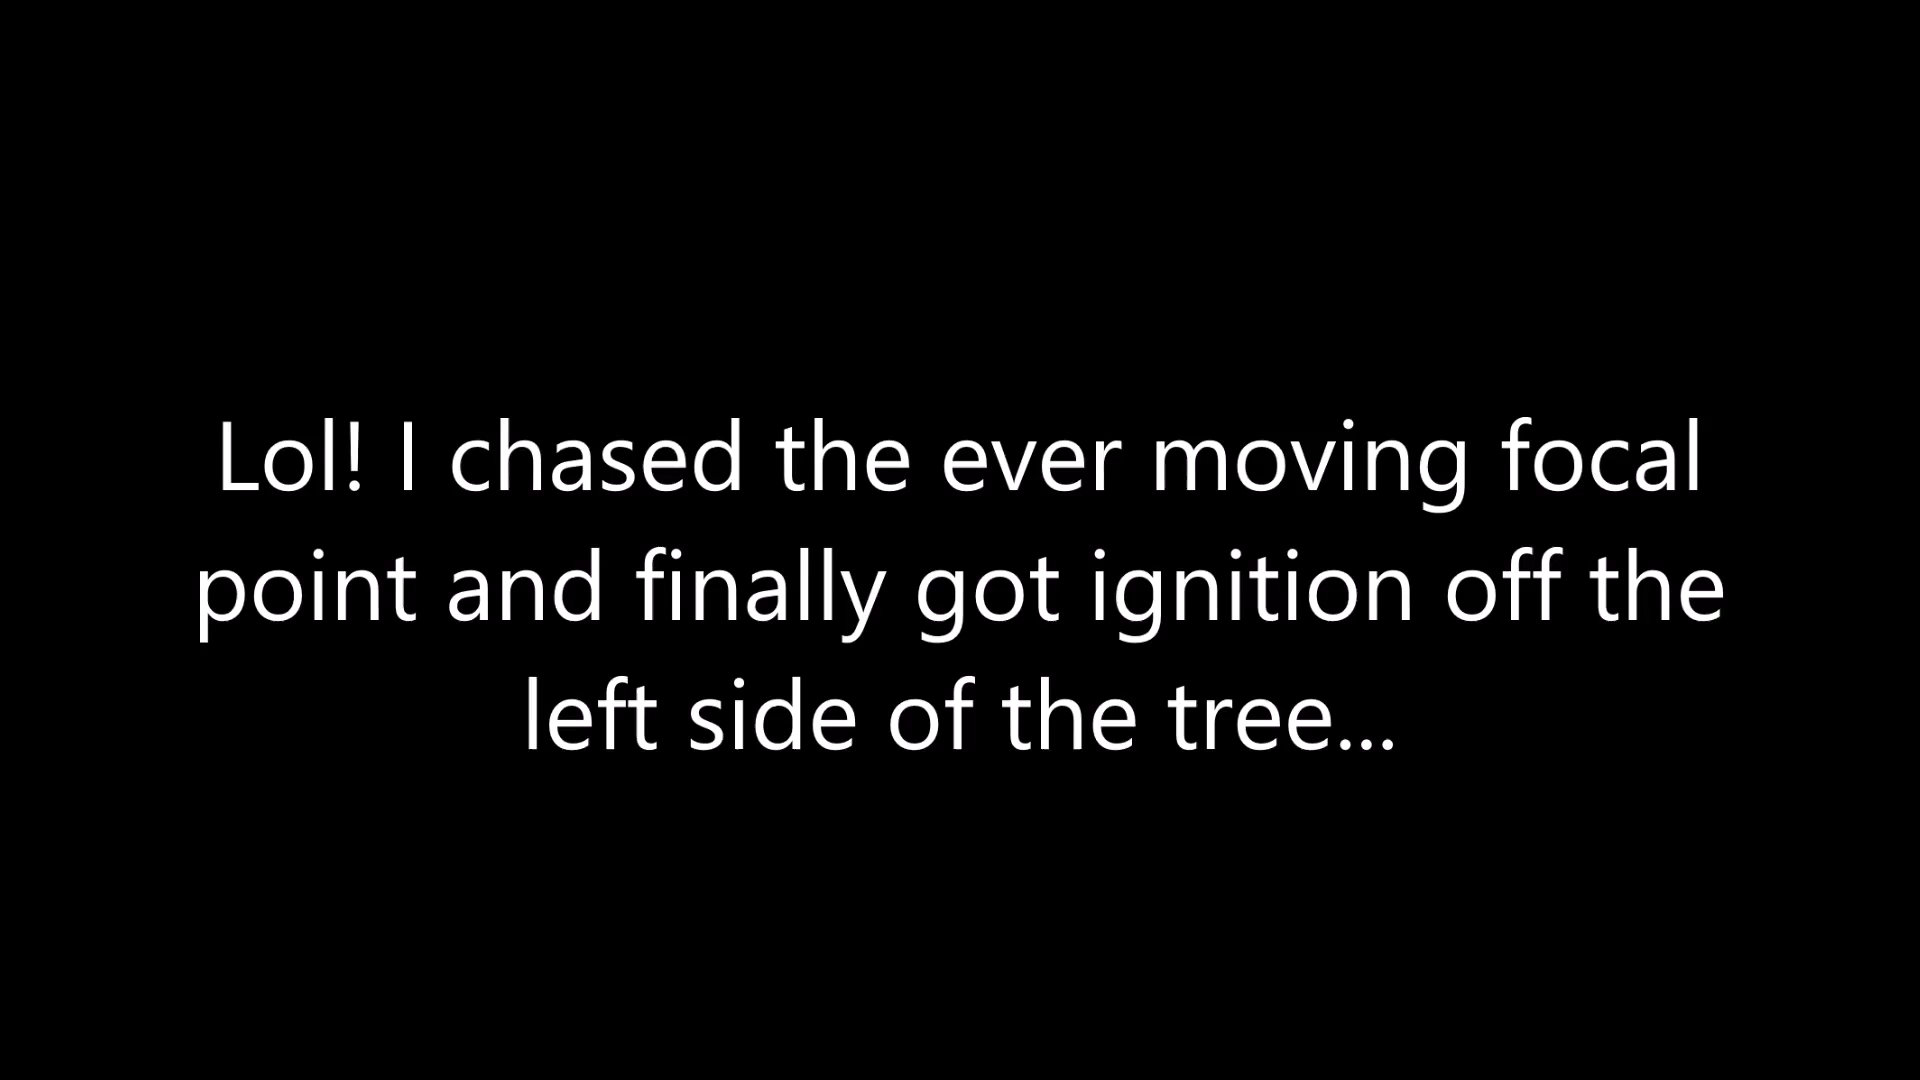 Lol! I chased the ever moving focal
point and finally got ignition off the
left side of the tree...